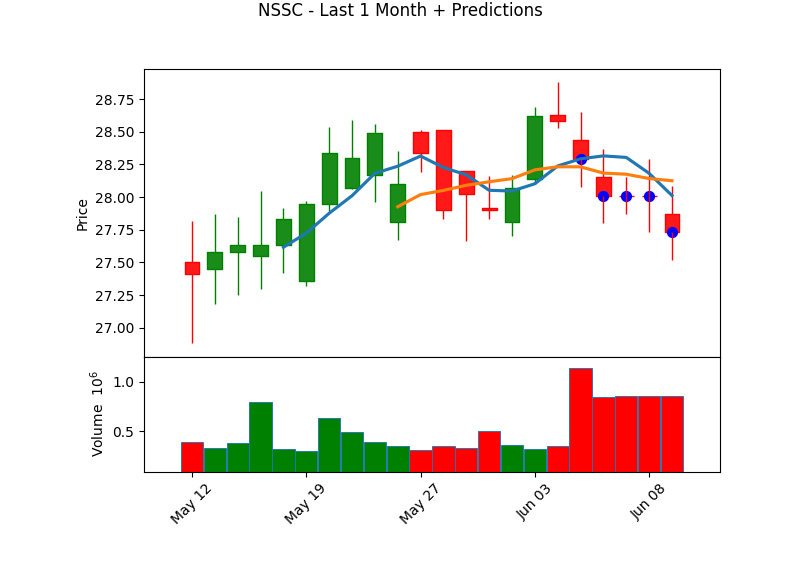 NSSC - Last 1 Month + Predictions
28.75
28.50
28.25
28.00
27.75
27.50
27.25
27.00
Price
1.0
0.5
Volume 10^6
May 12
May 19
May 27
Jun 03
Jun 08